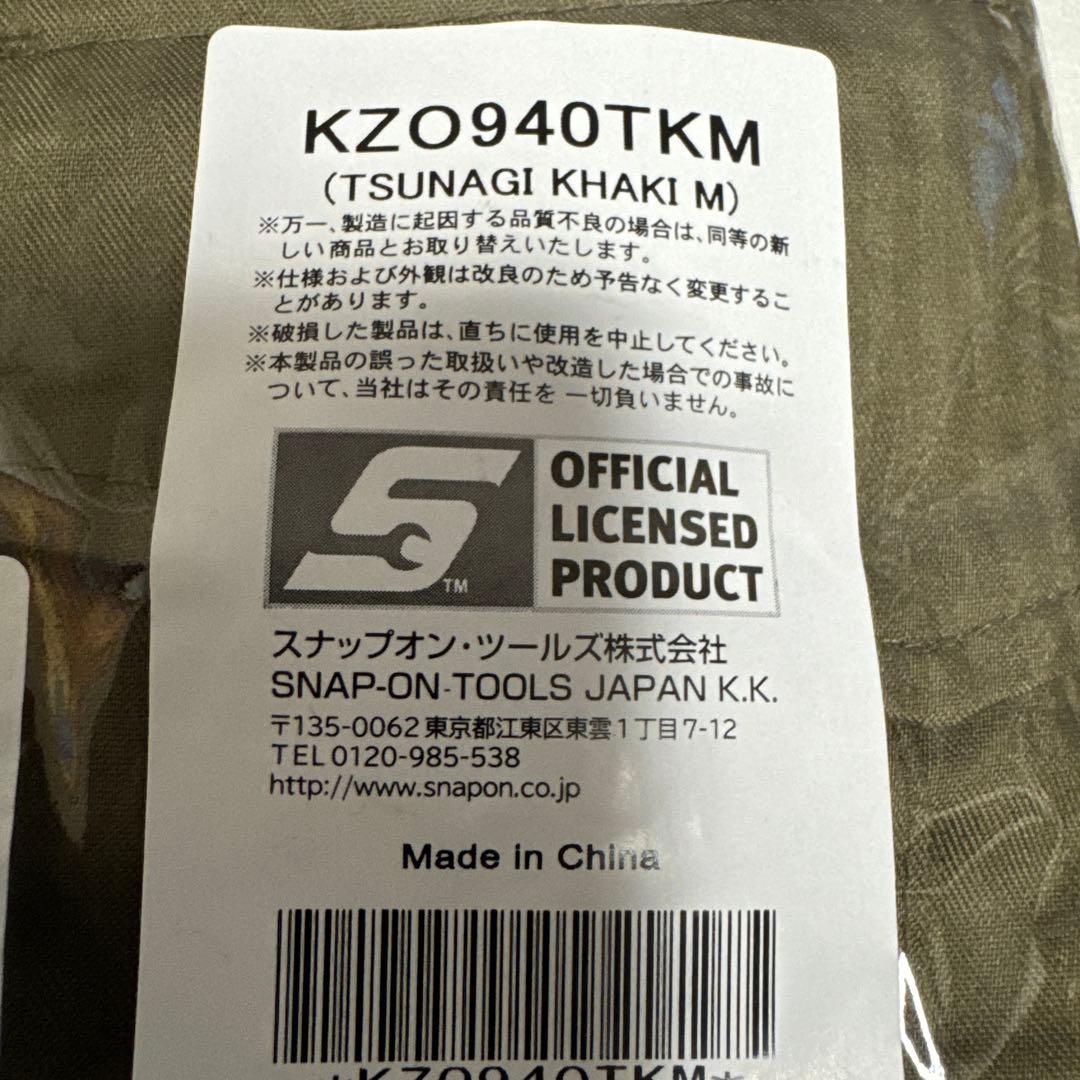 KZO940TKM
(TSUNAGI KHAKI M)
※万一、製造に起因する品質不良の場合は、同等の新
しい商品とお取り替えいたします。
※仕様および外観は改良のため予告なく変更するこ
とがあります。
※破損した製品は、直ちに使用を中止してください。
※本製品の誤った取扱いや改造した場合での事故に
ついて、当社はその責任を一切負いません。
S
TM
OFFICIAL
LICENSED
PRODUCT
スナップオン・ツールズ株式会社
SNAP-ON-TOOLS JAPAN K.K.
〒135-0062 東京都江東区東雲1丁目7-12
TEL 0120-985-538
http://www.snapon.co.jp
Made in China
*KZO940TKM*